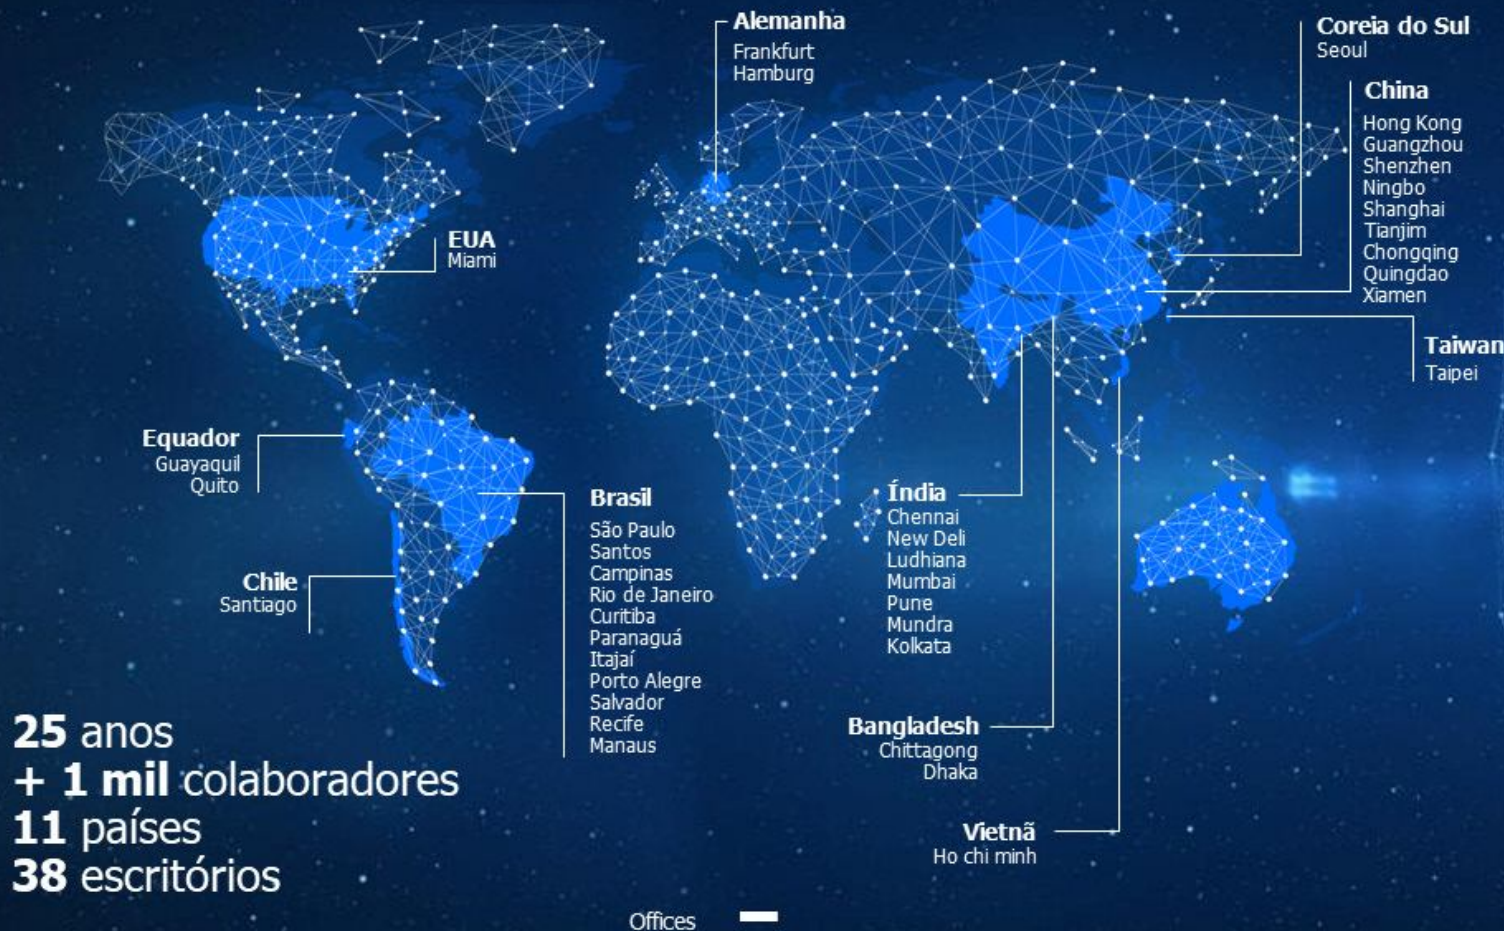 Alemanha
Frankfurt
Hamburg
Coreia do Sul
Seoul
China
Hong Kong
Guangzhou
Shenzhen
Ningbo
Shanghai
Tianjim
Chongqing
Quingdao
Xiamen
EUA
Miami
Taiwan
Taipei
Equador
Guayaquil
Quito
Brasil
São Paulo
Santos
Campinas
Rio de Janeiro
Curitiba
Paranaguá
Itajaí
Porto Alegre
Salvador
Recife
Manaus
Índia
Chennai
New Deli
Ludhiana
Mumbai
Pune
Mundra
Kolkata
Chile
Santiago
Bangladesh
Chittagong
Dhaka
Vietnã
Ho chi minh
25 anos
+ 1 mil colaboradores
11 países
38 escritórios
Offices